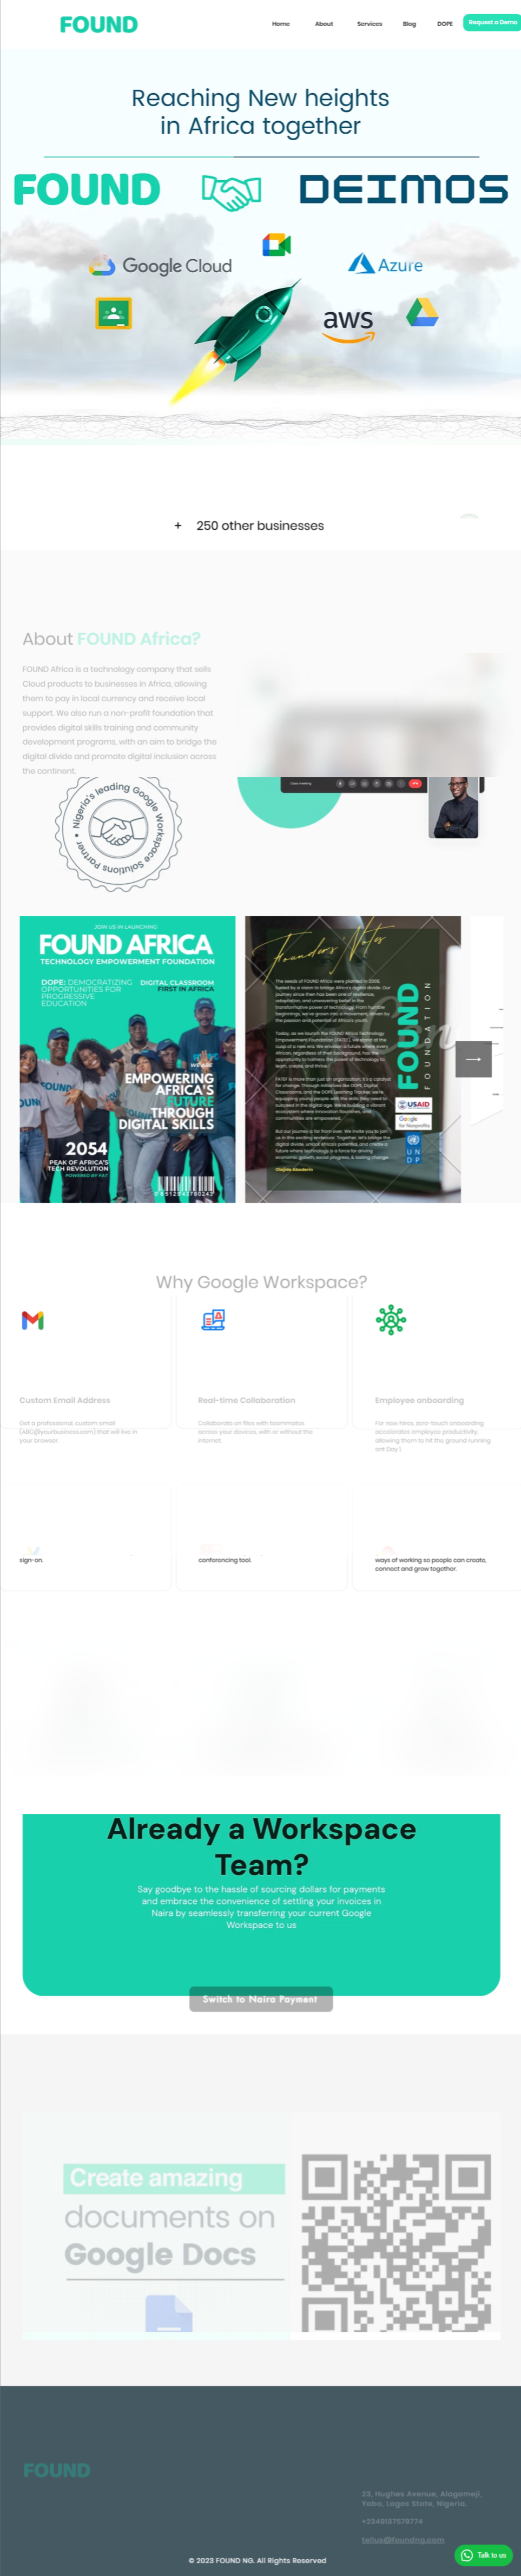 FOUND
Home About Services Blog DOPE Request a Demo
Reaching New heights
in Africa together
FOUND DEIMOS
Google Cloud Azure
aws
+ 250 other businesses
About FOUND Africa?
FOUND Africa is a technology company that sells
Cloud products to businesses in Africa, allowing
them to pay in local currency and receive local
support. We also run a non-profit foundation that
provides digital skills training and community
development programs, with an aim to bridge the
digital divide and promote digital inclusion across
the continent.
Nigeria's leading Google Workspace Solutions Partner
JOIN US IN LAUNCHING
FOUND AFRICA
TECHNOLOGY EMPOWERMENT FOUNDATION
DOPE: DEMOCRATIZING
OPPORTUNITIES FOR
PROGRESSIVE
EDUCATION
DIGITAL CLASSROOM
FIRST IN AFRICA
WE ARE
EMPOWERING
AFRICA'S
FUTURE
THROUGH
DIGITAL SKILLS
2054
PEAK OF AFRICA'S
TECH REVOLUTION
POWERED BY FAT
Founders Notes
FOUND
FOUNDATION
USAID
Google
for Nonprofits
UN
DP
Why Google Workspace?
Custom Email Address
Get a professional, custom email
(ABC@yourbusiness.com) that will live in
your browser.
Real-time Collaboration
Collaborate on files with teammates,
across your devices, with or without the
internet.
Employee onboarding
For new hires, zero-touch onboarding
accelerates employee productivity,
allowing them to hit the ground running
ont Day 1.
sign-on.
conferencing tool.
ways of working so people can create,
connect and grow together.
Already a Workspace
Team?
Say goodbye to the hassle of sourcing dollars for payments
and embrace the convenience of settling your invoices in
Naira by seamlessly transferring your current Google
Workspace to us
Switch to Naira Payment
Create amazing
documents on
Google Docs
FOUND
23, Hughes Avenue, Alagomeji,
Yaba, Lagos State, Nigeria.
+2349137579774
tellus@foundng.com
© 2023 FOUND NG. All Rights Reserved
Talk to us